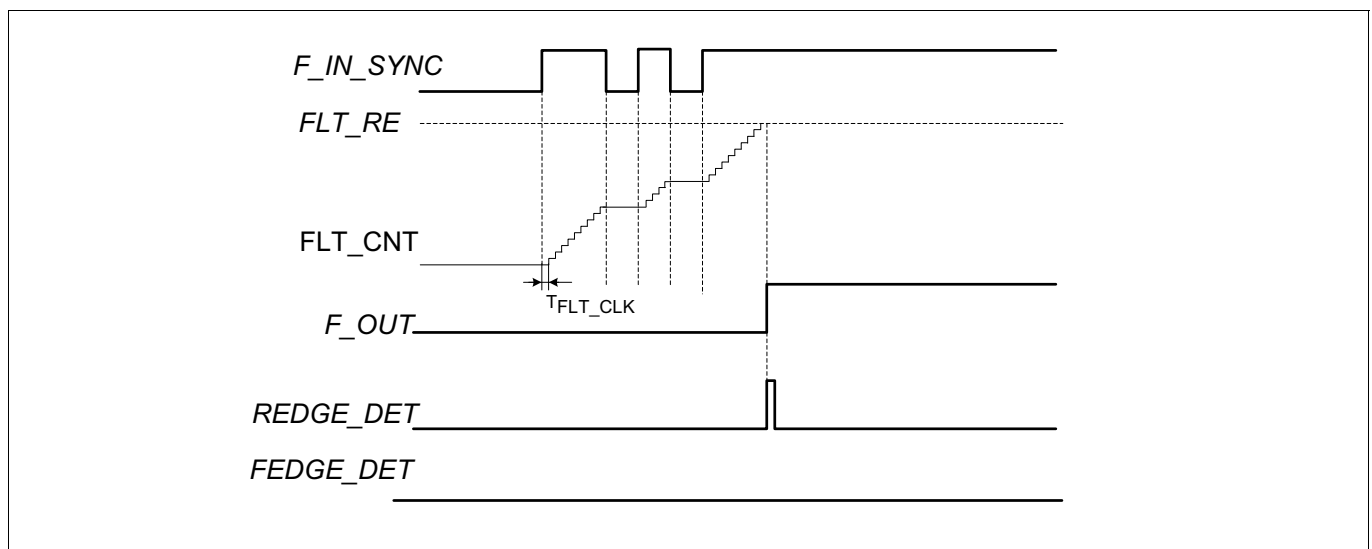 F_IN_SYNC
FLT_RE
FLT_CNT
TFLT_CLK
F_OUT
REDGE_DET
FEDGE_DET